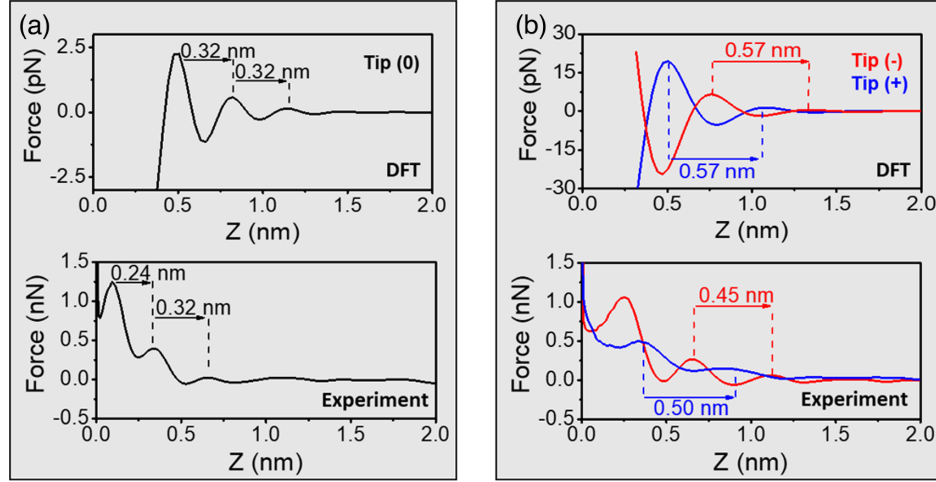 (a)
0.32 nm
0.32 nm
Tip (0)
DFT
Force (pN)
2.5
0.0
-2.5
0.0 0.5 1.0 1.5 2.0
Z (nm)
0.24 nm
0.32 nm
Experiment
Force (nN)
1.5
1.0
0.5
0.0
-0.5
0.0 0.5 1.0 1.5 2.0
Z (nm)
(b)
0.57 nm
Tip (-)
Tip (+)
0.57 nm
DFT
Force (pN)
30
15
0
-15
-30
0.0 0.5 1.0 1.5 2.0
Z (nm)
0.45 nm
0.50 nm
Experiment
Force (nN)
1.5
1.0
0.5
0.0
-0.5
0.0 0.5 1.0 1.5 2.0
Z (nm)